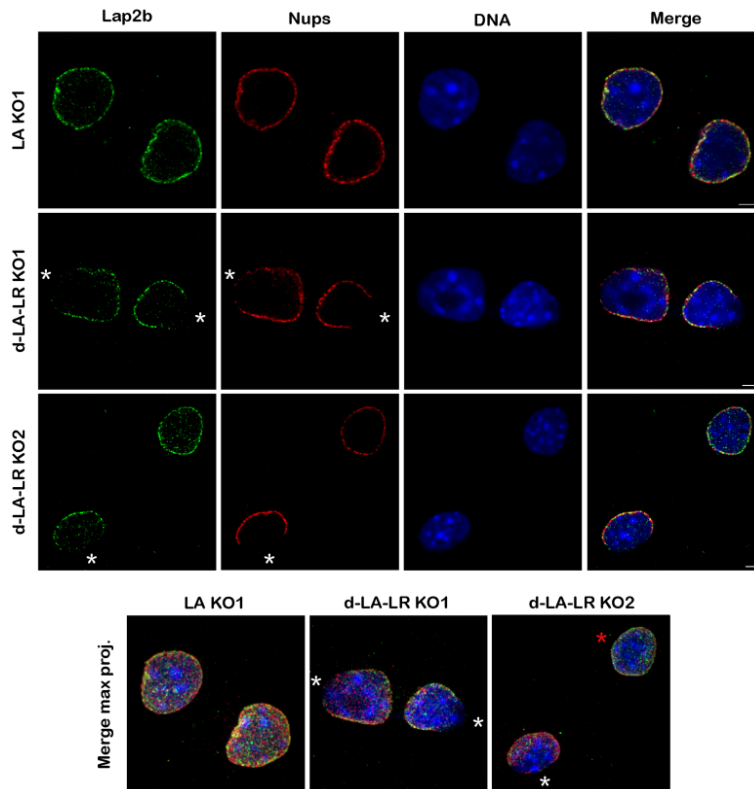 Lap2b Nups DNA Merge
LA KO1
* *
d-LA-LR KO1
* *
d-LA-LR KO2
* *
LA KO1 d-LA-LR KO1 d-LA-LR KO2
Merge max proj.
* * * *